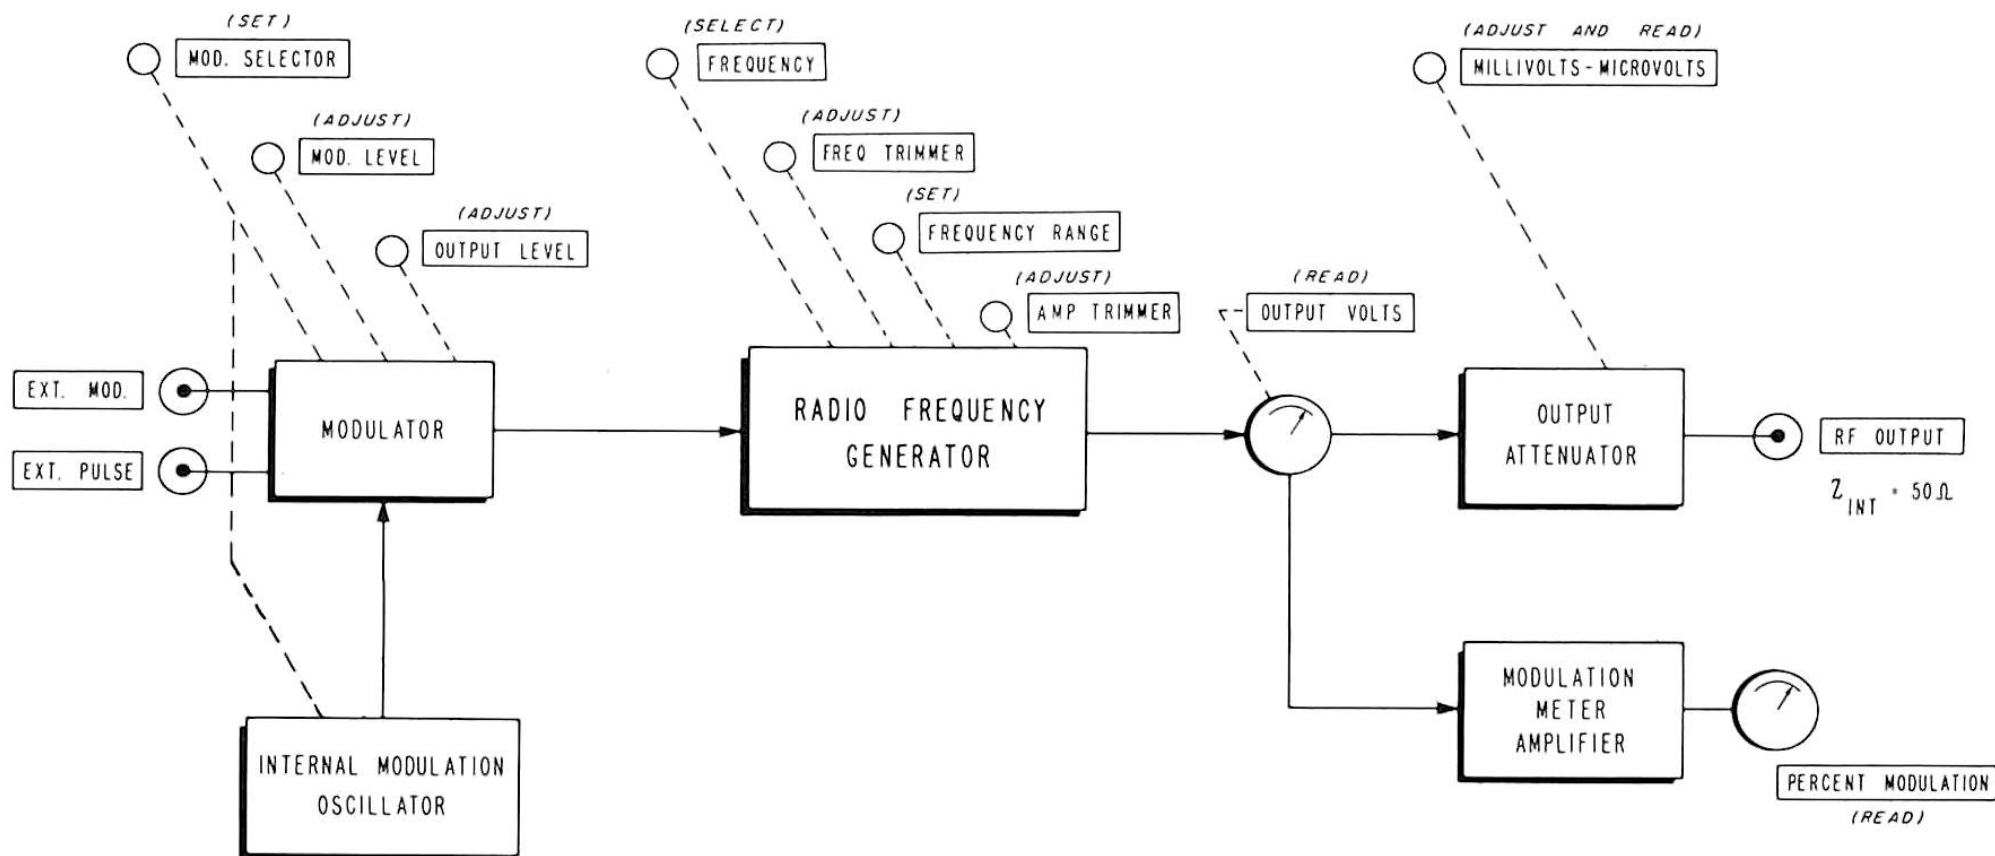 (SET)
MOD. SELECTOR
(ADJUST)
MOD. LEVEL
(ADJUST)
OUTPUT LEVEL
(SELECT)
FREQUENCY
(ADJUST)
FREQ TRIMMER
(SET)
FREQUENCY RANGE
(ADJUST)
AMP TRIMMER
(READ)
OUTPUT VOLTS
(ADJUST AND READ)
MILLIVOLTS-MICROVOLTS
EXT. MOD.
EXT. PULSE
MODULATOR
RADIO FREQUENCY
GENERATOR
OUTPUT
ATTENUATOR
RF OUTPUT
Z INT = 50Ω
INTERNAL MODULATION
OSCILLATOR
MODULATION
METER
AMPLIFIER
PERCENT MODULATION
(READ)